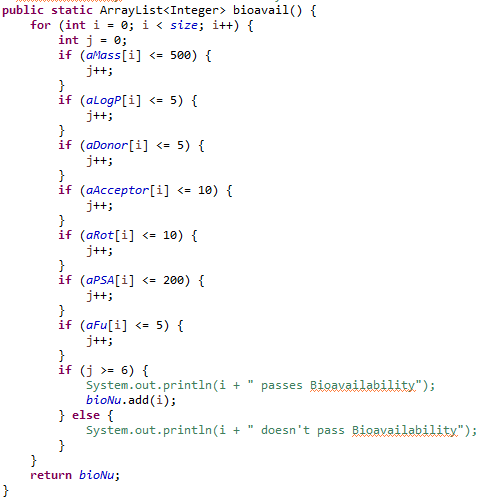 public static ArrayList<Integer> bioavail() {
    for (int i = 0; i < size; i++) {
        int j = 0;
        if (aMass[i] <= 500) {
            j++;
        }
        if (aLogP[i] <= 5) {
            j++;
        }
        if (aDonor[i] <= 5) {
            j++;
        }
        if (aAcceptor[i] <= 10) {
            j++;
        }
        if (aRot[i] <= 10) {
            j++;
        }
        if (aPSA[i] <= 200) {
            j++;
        }
        if (aFu[i] <= 5) {
            j++;
        }
        if (j >= 6) {
            System.out.println(i + " passes Bioavailability");
            bioNu.add(i);
        } else {
            System.out.println(i + " doesn't pass Bioavailability");
        }
    }
    return bioNu;
}